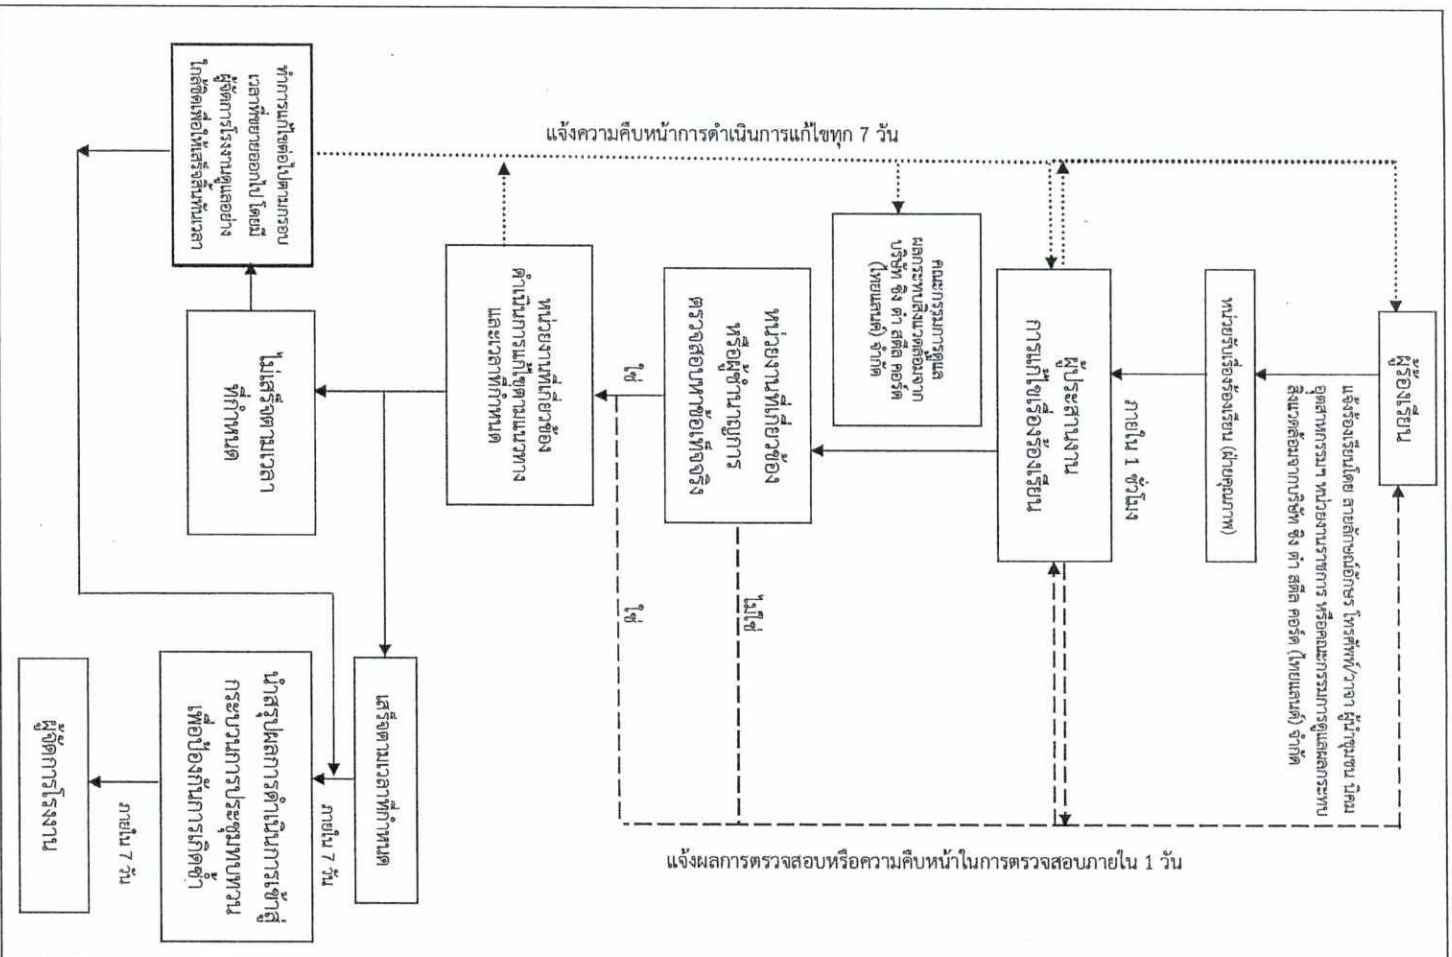 ผู้ร้องเรียน
แจ้งร้องเรียนโดย ลายลักษณ์อักษร โทรศัพท์/วาจา ผู้นำชุมชน นิคม
อุตสาหกรรมฯ หน่วยงานราชการ หรือคณะกรรมการดูแลผลกระทบ
สิ่งแวดล้อมจากบริษัท ชิง ต๋า สตีล คอร์ด (ไทยแลนด์) จำกัด
หน่วยรับเรื่องร้องเรียน (ฝ่ายคุณภาพ)
ภายใน 1 ชั่วโมง
ผู้ประสานงาน
การแก้ไขเรื่องร้องเรียน
คณะกรรมการดูแล
ผลกระทบสิ่งแวดล้อมจาก
บริษัท ชิง ต๋า สตีล คอร์ด
(ไทยแลนด์) จำกัด
หน่วยงานที่เกี่ยวข้อง
หรือผู้ชำนาญการ
ตรวจสอบหาข้อเท็จจริง
ไม่ใช่
ใช่
ใช่
แจ้งผลการตรวจสอบหรือความคืบหน้าในการตรวจสอบภายใน 1 วัน
หน่วยงานที่เกี่ยวข้อง
ดำเนินการแก้ไขตามแนวทาง
และเวลาที่กำหนด
แจ้งความคืบหน้าการดำเนินการแก้ไขทุก 7 วัน
ไม่เสร็จตามเวลา
ที่กำหนด
เสร็จตามเวลาที่กำหนด
ทำการแก้ไขต่อไปตามกรอบ
เวลาที่ขยายออกไป โดยมี
ผู้จัดการโรงงานดูแลอย่าง
ใกล้ชิดเพื่อให้เสร็จสิ้นทันเวลา
ภายใน 7 วัน
นำสรุปผลการดำเนินการเข้าสู่
กระบวนการประชุมทบทวน
เพื่อป้องกันการเกิดซ้ำ
ภายใน 7 วัน
ผู้จัดการโรงงาน